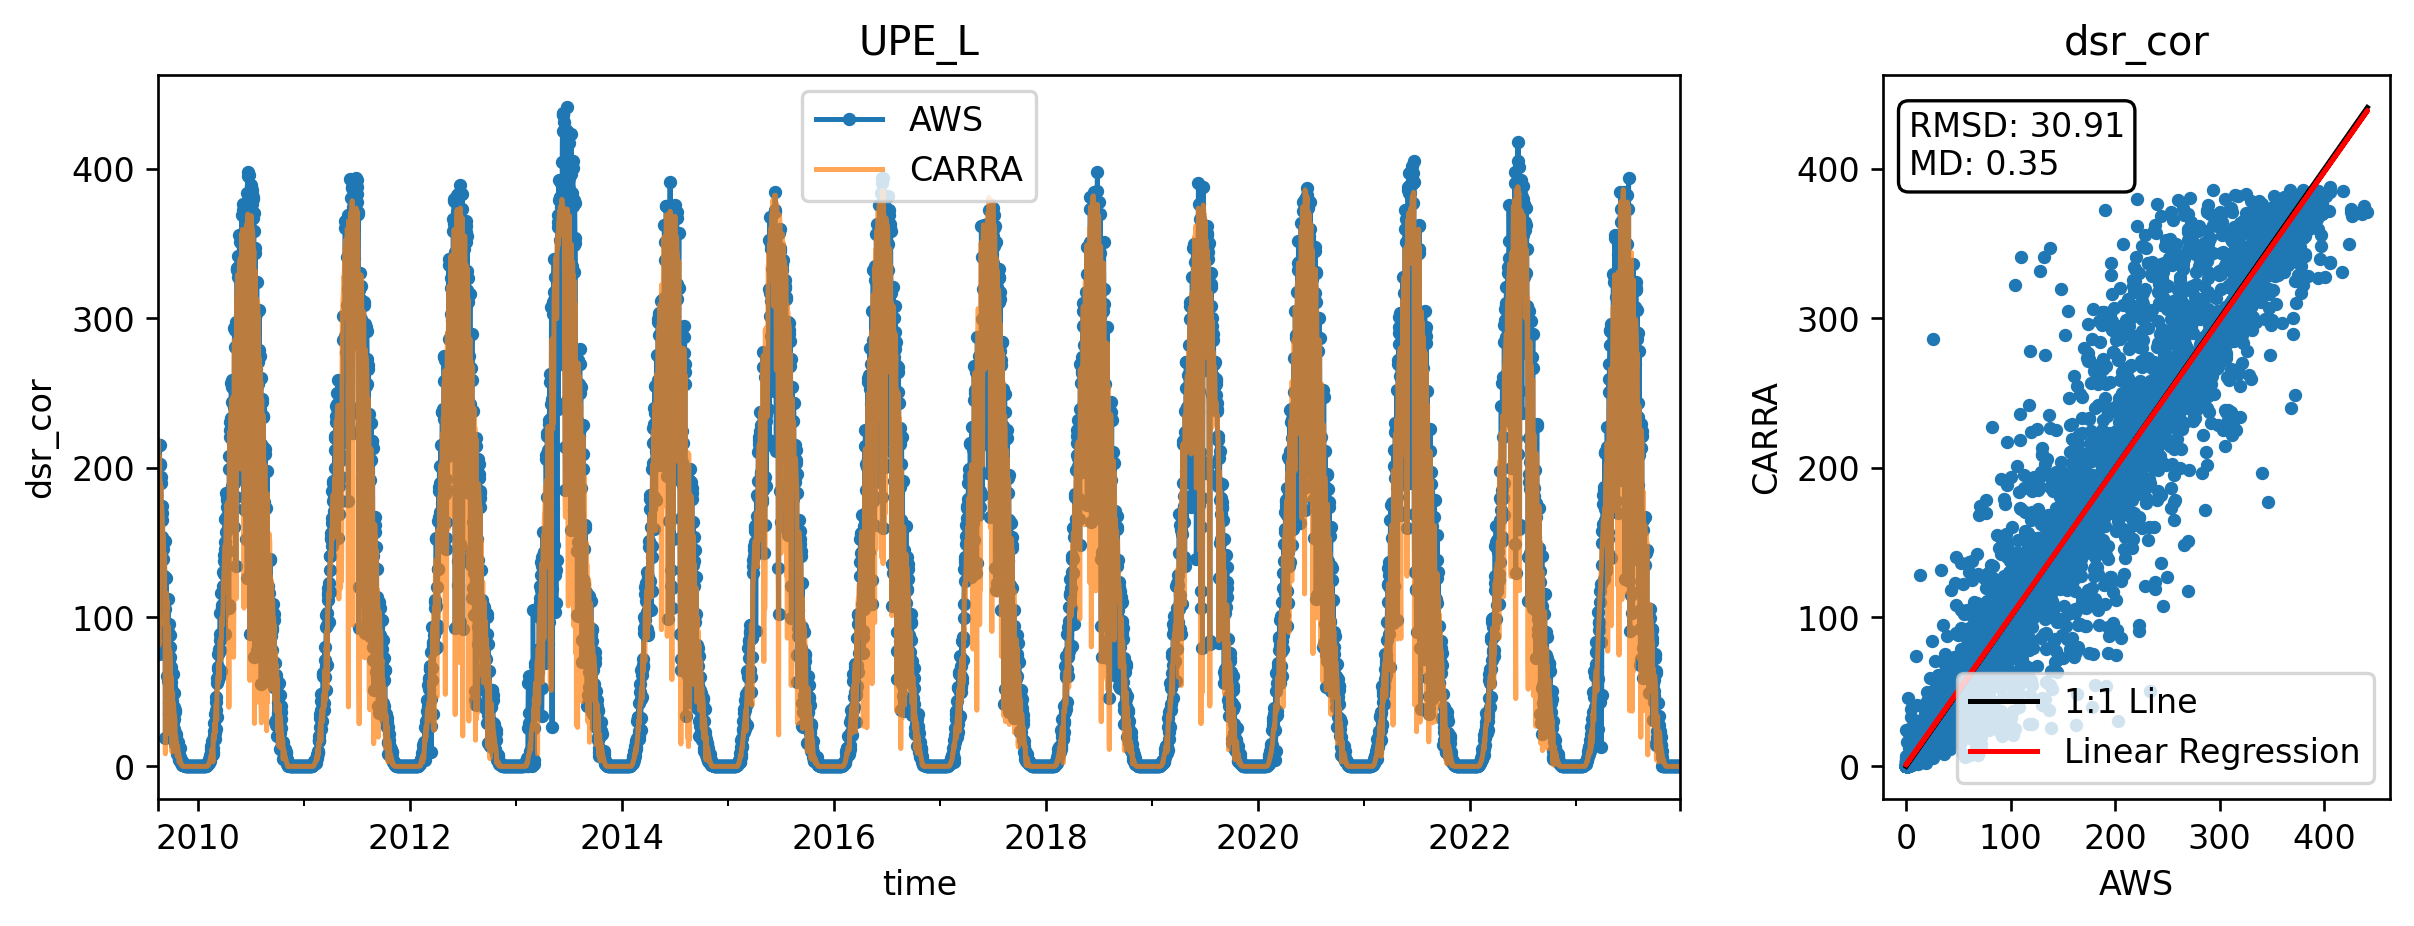 UPE_L
AWS
CARRA
400
300
200
100
0
dsr_cor
2010 2012 2014 2016 2018 2020 2022
time
dsr_cor
RMSD: 30.91
MD: 0.35
400
300
200
100
0
CARRA
1:1 Line
Linear Regression
0 100 200 300 400
AWS